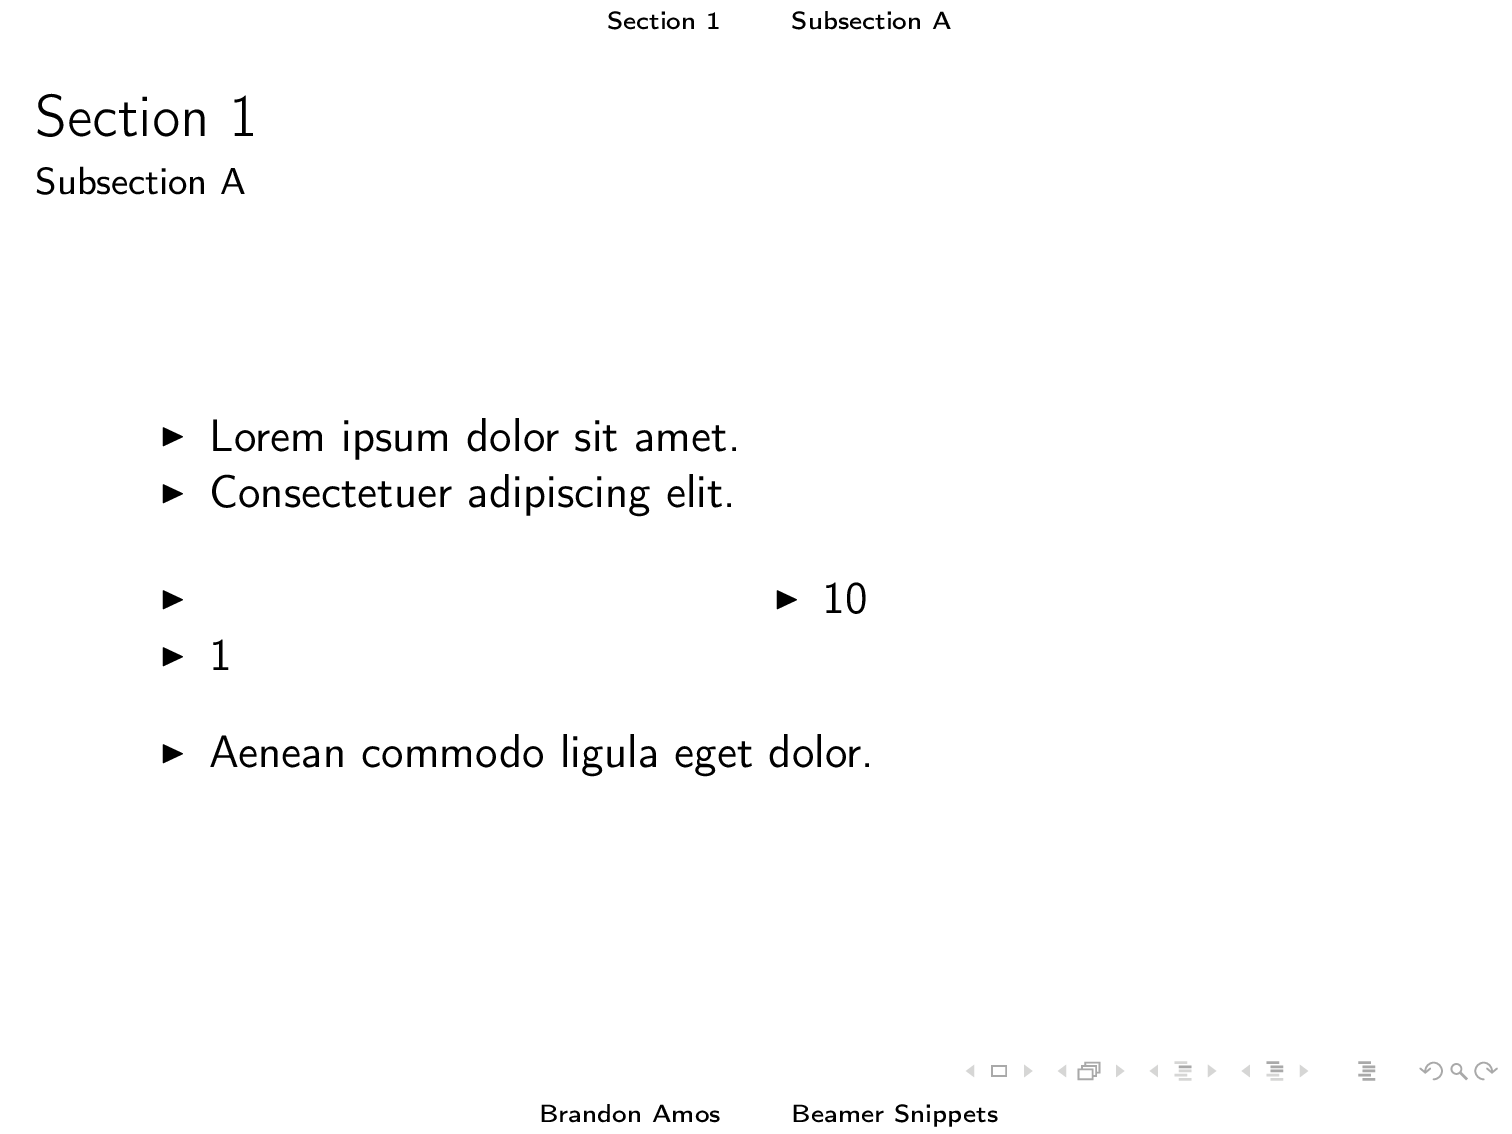 Section 1 Subsection A
Section 1
Subsection A
▶ Lorem ipsum dolor sit amet.
▶ Consectetuer adipiscing elit.
▶ ▶ 10
▶ 1
▶ Aenean commodo ligula eget dolor.
Brandon Amos Beamer Snippets